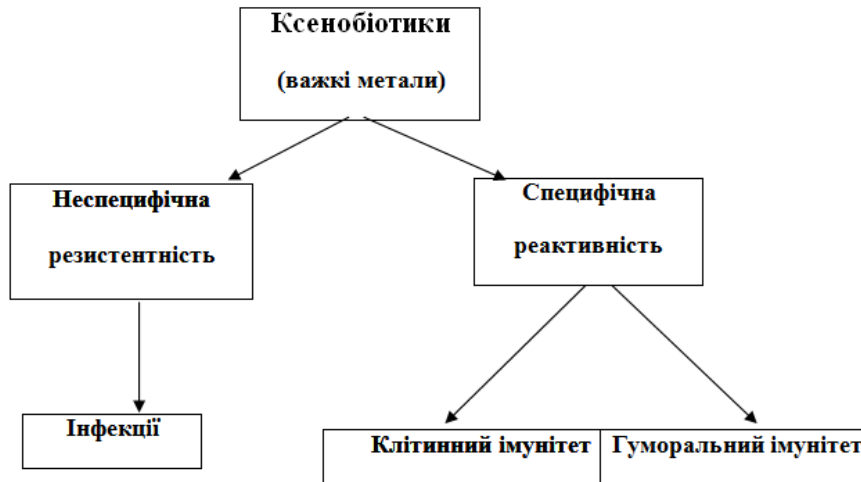 Ксенобіотики
(важкі метали)
Неспецифічна
резистентність
Специфічна
реактивність
Інфекції
Клітинний імунітет
Гуморальний імунітет